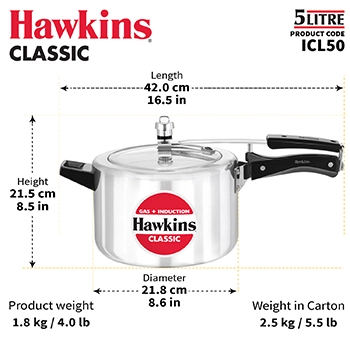 Hawkins
CLASSIC
5 LITRE
PRODUCT CODE
ICL50
Length
42.0 cm
16.5 in
Height
21.5 cm
8.5 in
GAS + INDUCTION
Hawkins
CLASSIC
Diameter
21.8 cm
8.6 in
Product weight
1.8 kg / 4.0 lb
Weight in Carton
2.5 kg / 5.5 lb